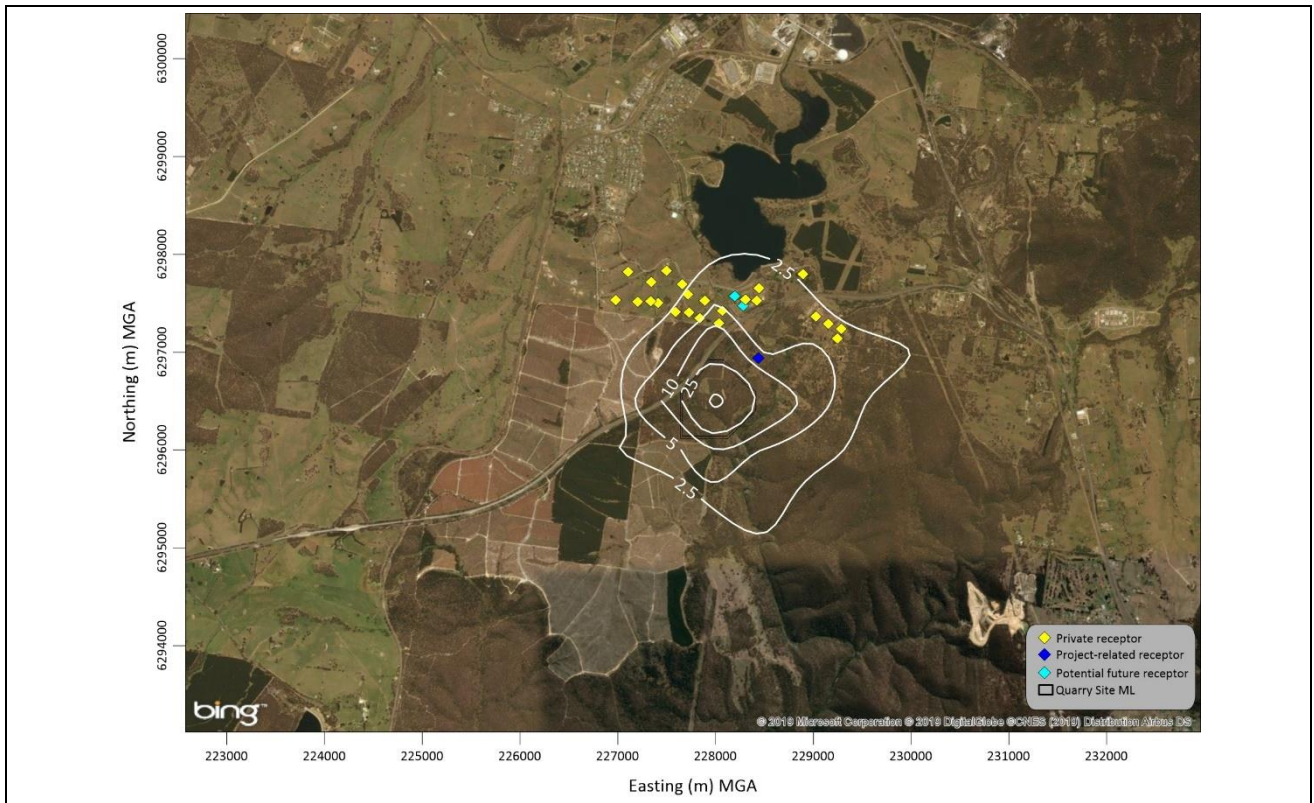 6300000
6299000
6298000
6297000
6296000
6295000
6294000
Northing (m) MGA
2.5
10
25
5
2.5
Private receptor
Project-related receptor
Potential future receptor
Quarry Site ML
bing™
© 2019 Microsoft Corporation © 2019 DigitalGlobe ©CNES (2019) Distribution Airbus DS
223000 224000 225000 226000 227000 228000 229000 230000 231000 232000
Easting (m) MGA